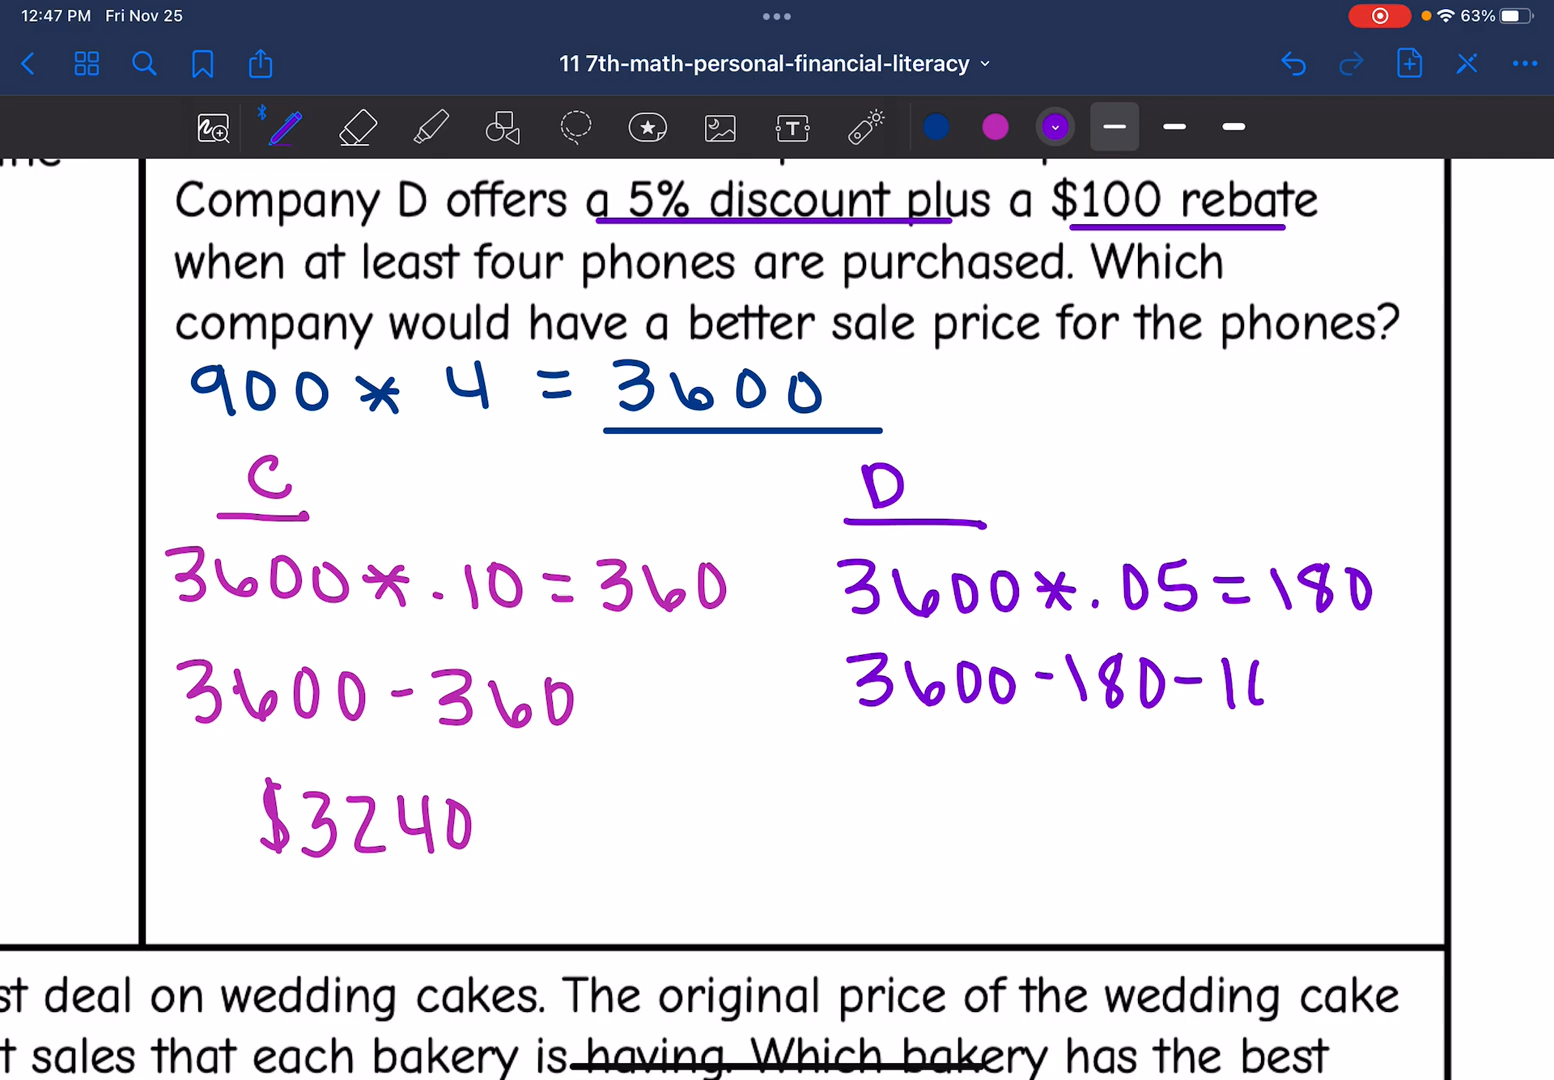 12:47 PM Fri Nov 25
63%
11 7th-math-personal-financial-literacy
Company D offers a 5% discount plus a $100 rebate
when at least four phones are purchased. Which
company would have a better sale price for the phones?
900 * 4 = 3600
C
D
3600 * .10 = 360
3600 * .05 = 180
3600 - 360
3600 - 180 - 10
$3240
st deal on wedding cakes. The original price of the wedding cake
t sales that each bakery is having. Which bakery has the best